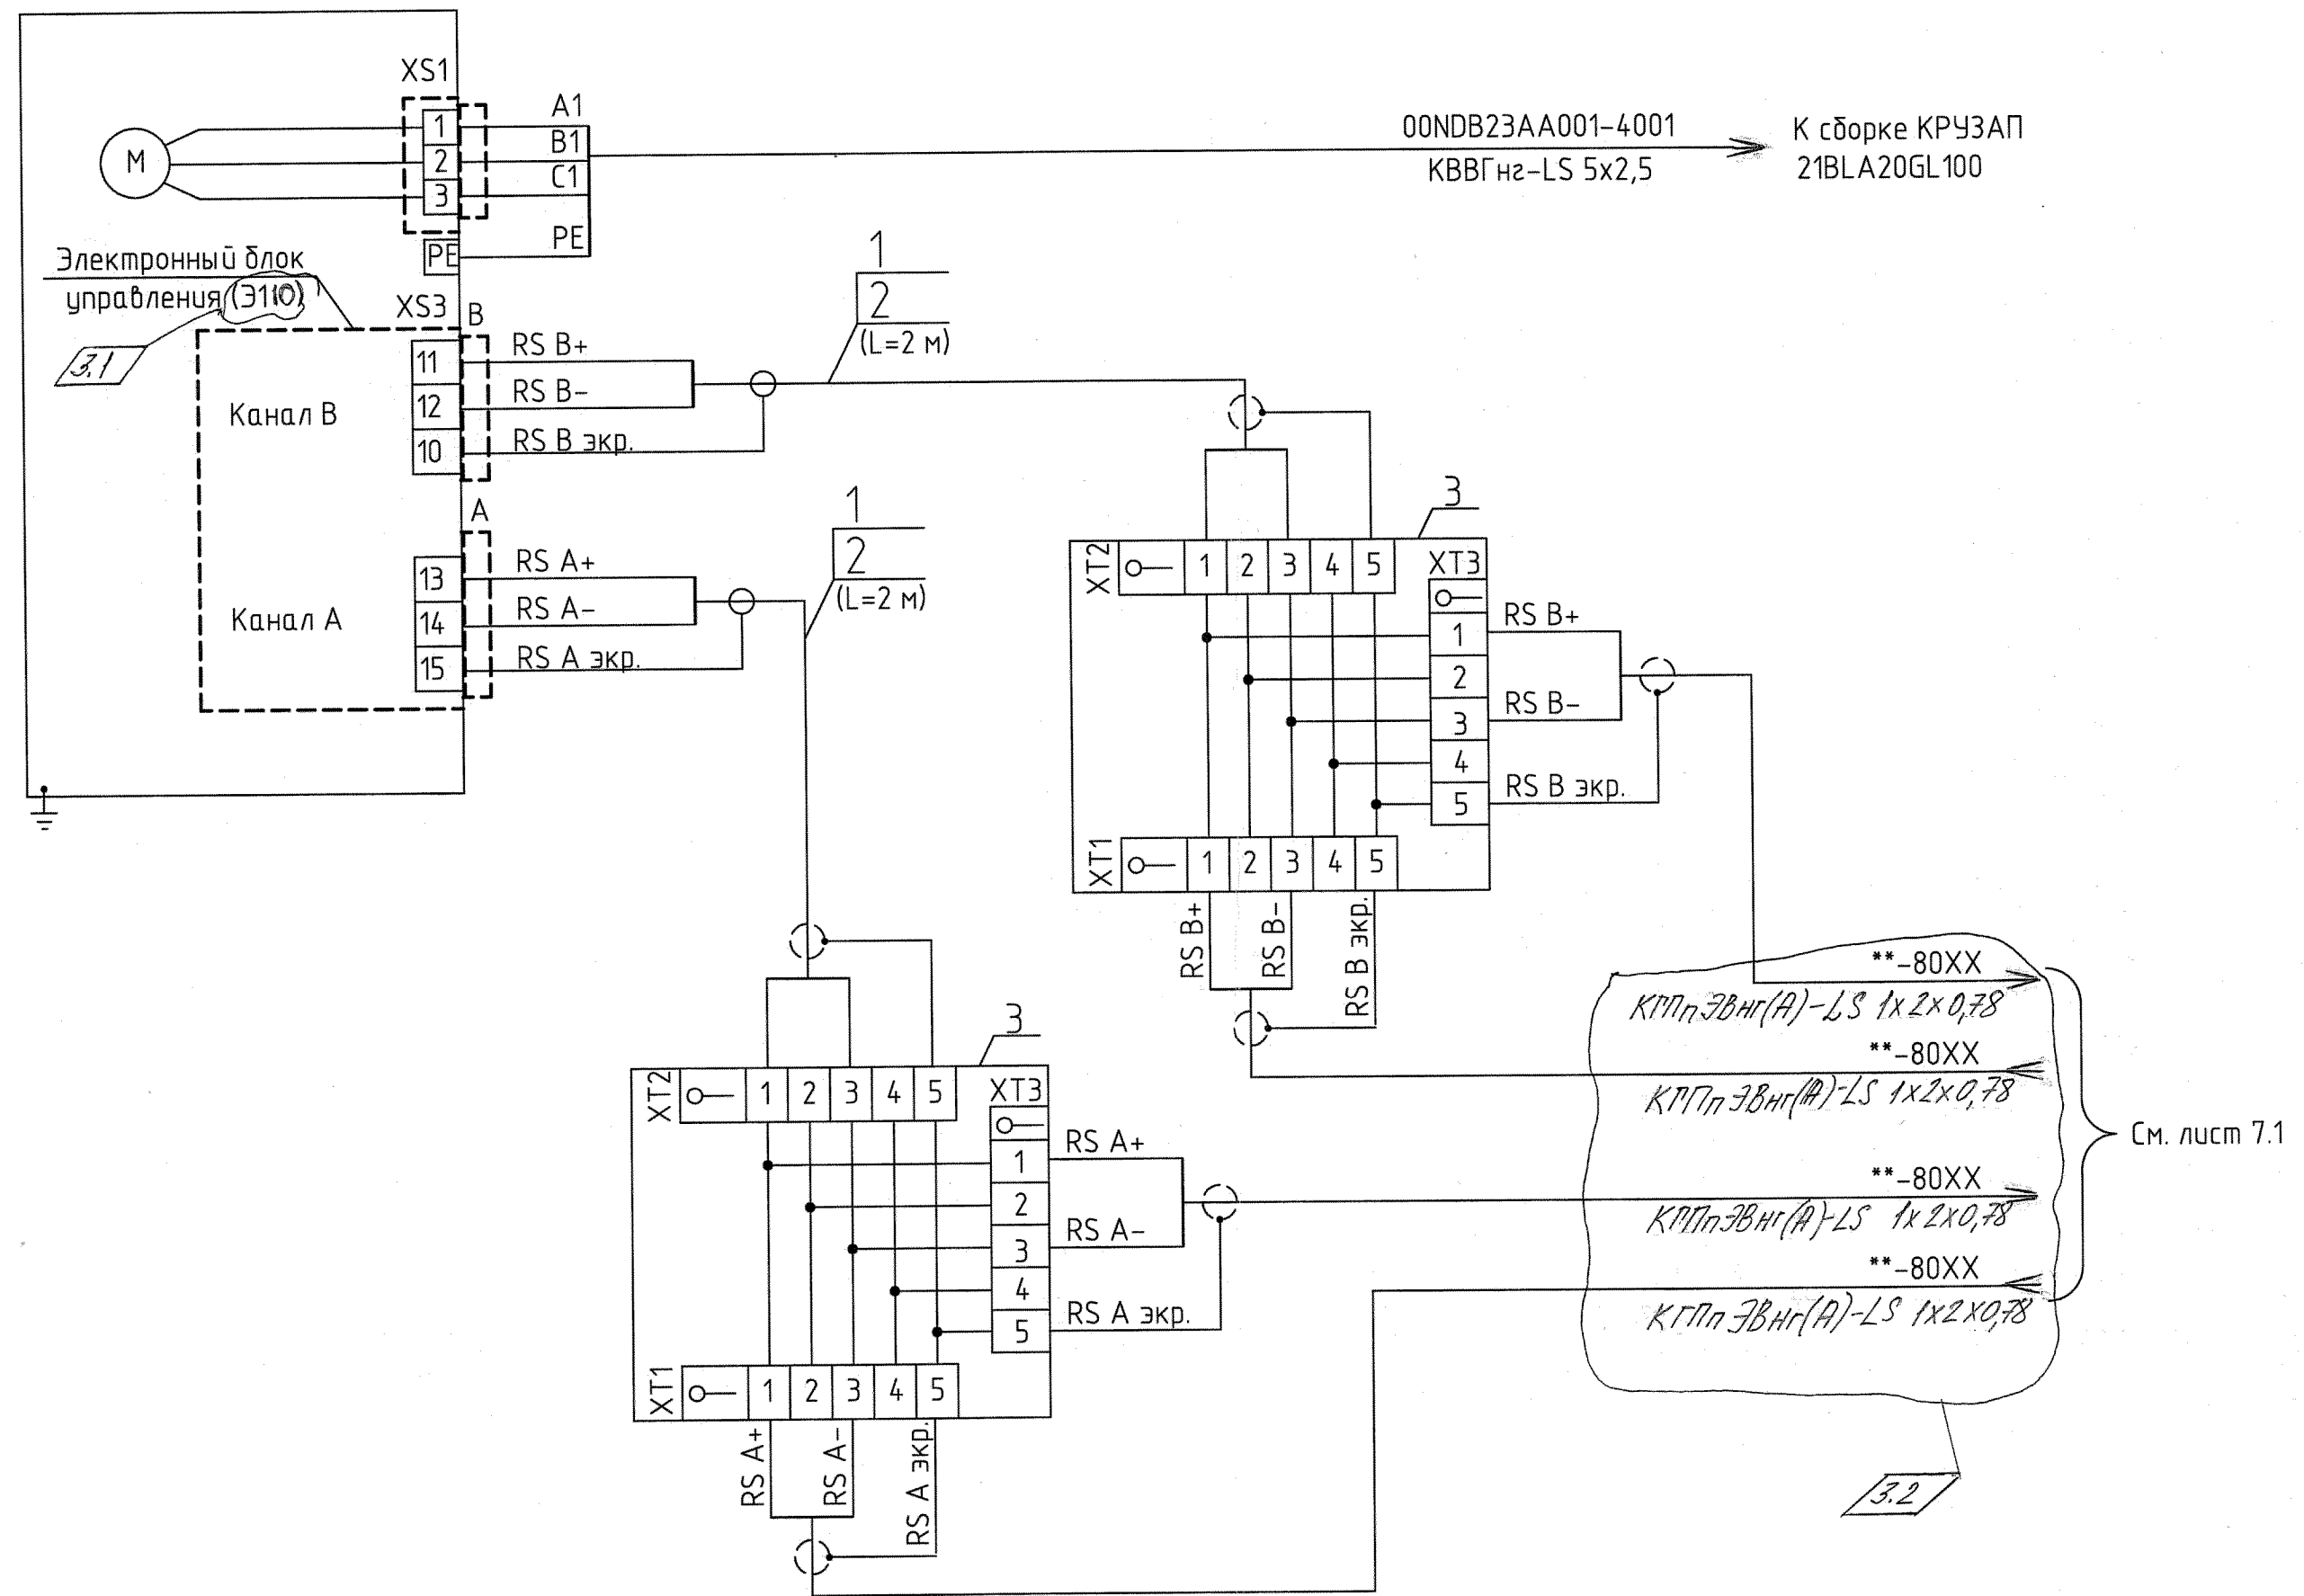 XS1
A1
1
B1
2
C1
3
PE
PE
M
00NDB23AA001-4001
КВВГнг-LS 5x2,5
К сборке КРУЗАП
21BLA20GL100
Электронный блок
управления (Э110)
3.1
XS3
B
11
RS B+
12
RS B-
10
RS B экр.
Канал B
1
2
(L=2 м)
A
13
RS A+
14
RS A-
15
RS A экр.
Канал A
1
2
(L=2 м)
3
XT2
1 2 3 4 5
XT3
1
RS B+
2
3
RS B-
4
5
RS B экр.
XT1
1 2 3 4 5
RS B+
RS B-
RS B экр.
3
XT2
1 2 3 4 5
XT3
1
RS A+
2
3
RS A-
4
5
RS A экр.
XT1
1 2 3 4 5
RS A+
RS A-
RS A экр.
**-80XX
КГПпЭВнг(А)-LS 1x2x0,78
**-80XX
КГПпЭВнг(А)-LS 1x2x0,78
**-80XX
КГПпЭВнг(А)-LS 1x2x0,78
**-80XX
КГПпЭВнг(А)-LS 1x2x0,78
См. лист 7.1
3.2